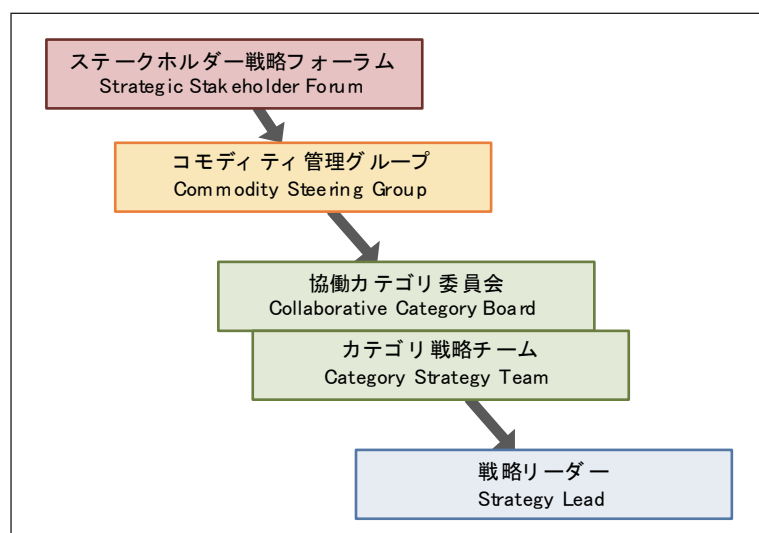 ステークホルダー戦略フォーラム
Strategic Stakeholder Forum
コモディティ管理グループ
Commodity Steering Group
協働カテゴリ委員会
Collaborative Category Board
カテゴリ戦略チーム
Category Strategy Team
戦略リーダー
Strategy Lead